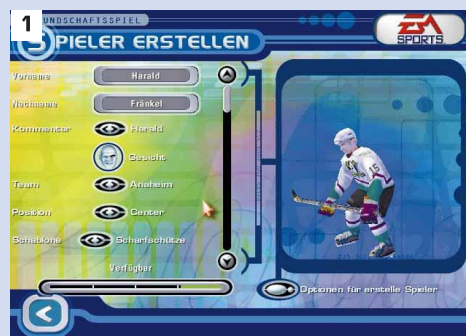 1
UNDSCHAFTSSPIEL
SPIELER ERSTELLEN
EA
SPORTS
Vorname Harald
Nachname Fränkel
Kommentar Harald
Gesicht
Team Anaheim
Position Center
Schablone Scharfschütze
Verfügbar
Optionen für erstelle Spieler
15